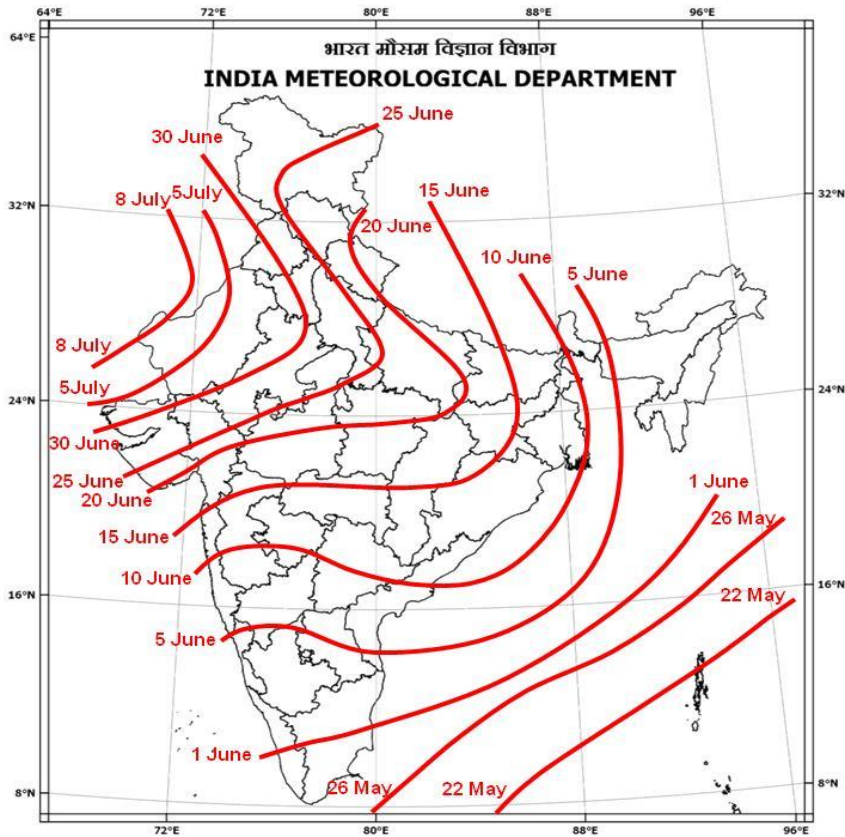 72°E 80°E 88°E 96°E
64°E
भारत मौसम विज्ञान विभाग
INDIA METEOROLOGICAL DEPARTMENT
25 June
30 June
8 July 5July
15 June
32°N 32°N
20 June
10 June
5 June
8 July
5July
24°N 24°N
30 June
25 June
20 June
1 June
26 May
15 June
10 June
16°N 16°N
22 May
5 June
1 June
26 May 22 May
8°N 8°N
72°E 80°E 88°E 96°E